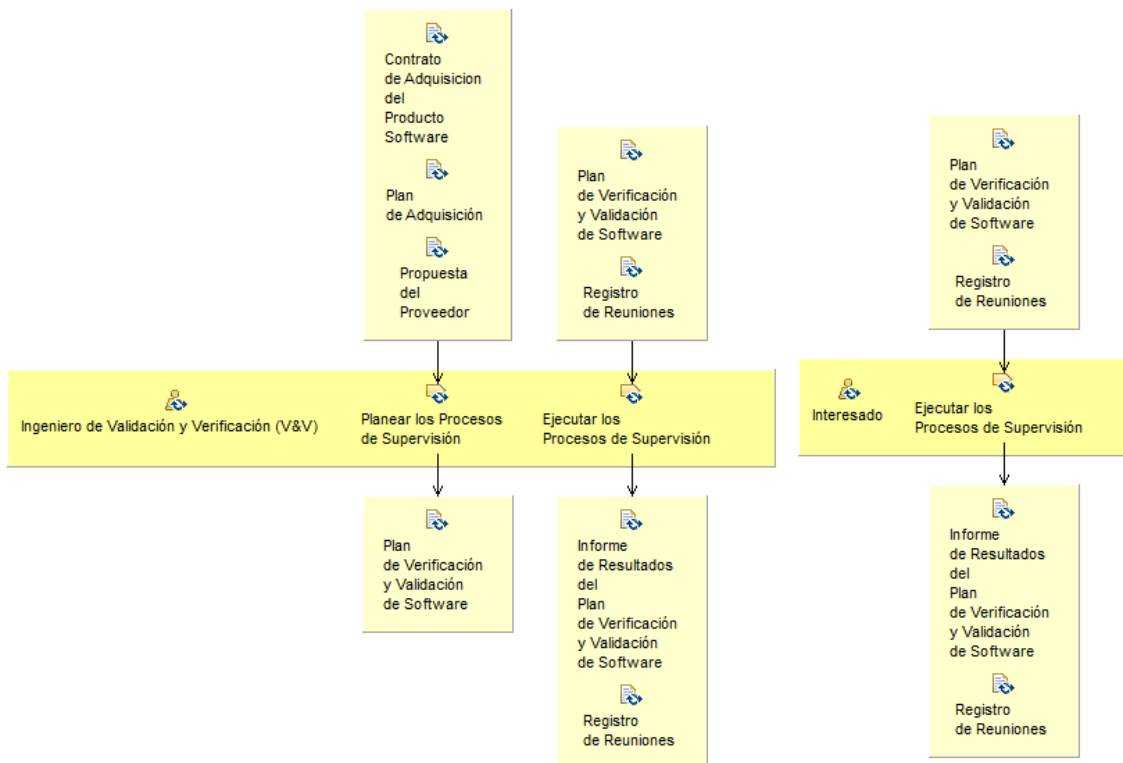 Contrato
de Adquisicion
del
Producto
Software
Plan
de Adquisición
Propuesta
del
Proveedor
Plan
de Verificación
y Validación
de Software
Registro
de Reuniones
Plan
de Verificación
y Validación
de Software
Registro
de Reuniones
Ingeniero de Validación y Verificación (V&V)
Planear los Procesos
de Supervisión
Ejecutar los
Procesos de Supervisión
Interesado
Ejecutar los
Procesos de Supervisión
Plan
de Verificación
y Validación
de Software
Informe
de Resultados
del
Plan
de Verificación
y Validación
de Software
Registro
de Reuniones
Informe
de Resultados
del
Plan
de Verificación
y Validación
de Software
Registro
de Reuniones